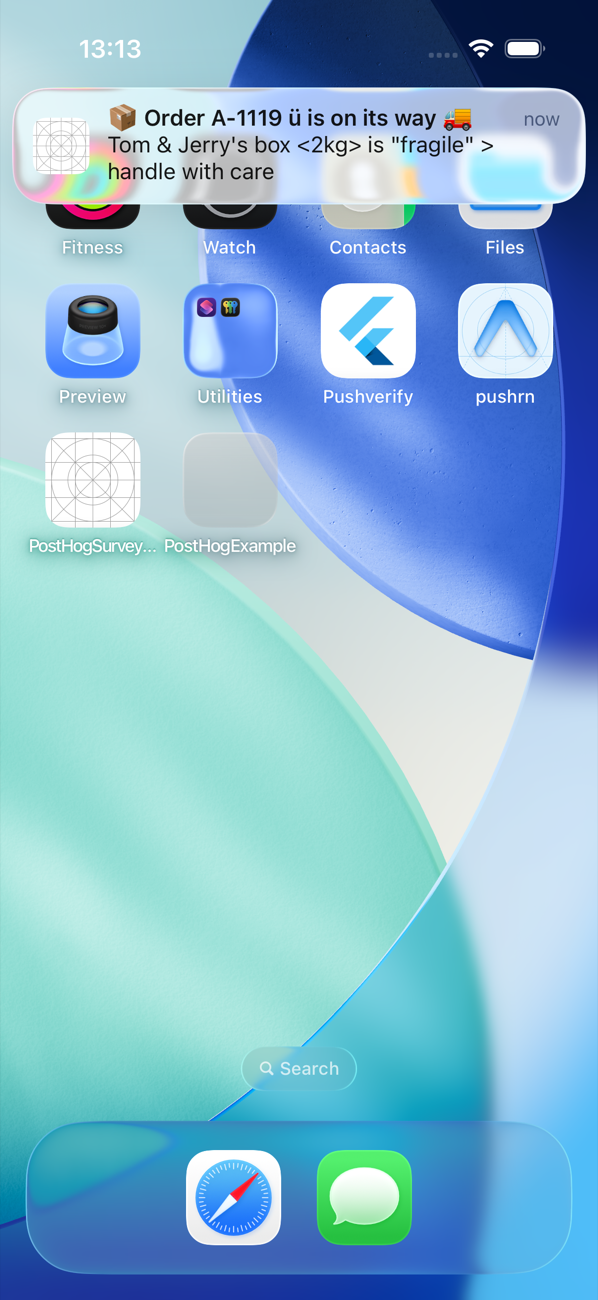 13:13
📦 Order A-1119 ü is on its way 🚚
now
Tom & Jerry's box <2kg> is "fragile" >
handle with care
Fitness
Watch
Contacts
Files
Preview
Utilities
Pushverify
pushrn
PostHogSurvey...
PostHogExample
Search